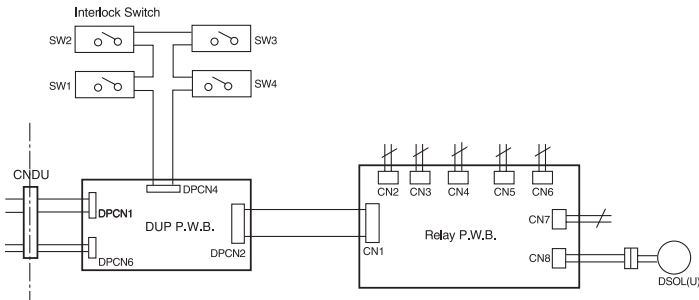 Interlock Switch
SW2
SW3
SW1
SW4
CNDU
DPCN4
DPCN1
DUP P.W.B.
DPCN6
DPCN2
CN1
CN2
CN3
CN4
CN5
CN6
CN7
Relay P.W.B.
CN8
DSOL(U)